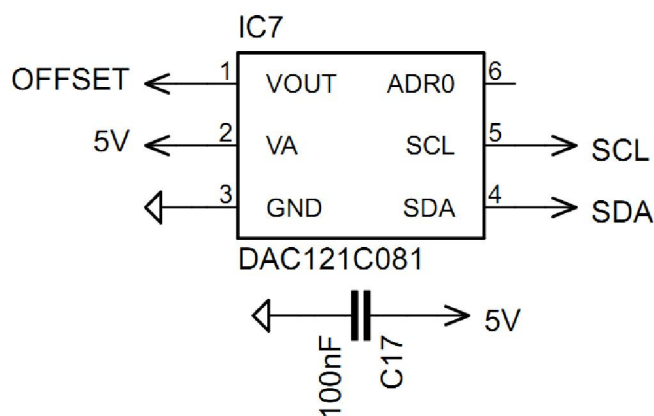 IC7
OFFSET 1 VOUT ADR0 6
5V 2 VA SCL 5 SCL
3 GND SDA 4 SDA
DAC121C081
5V
100nF
C17